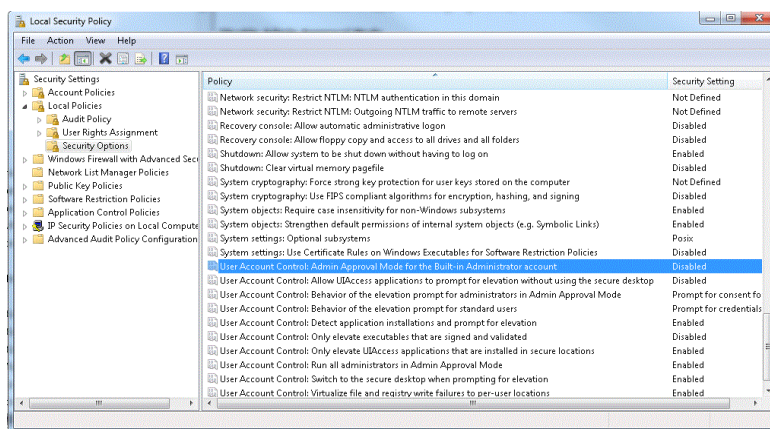 Local Security Policy
File Action View Help
Security Settings
Account Policies
Local Policies
Audit Policy
User Rights Assignment
Security Options
Windows Firewall with Advanced Secu
Network List Manager Policies
Public Key Policies
Software Restriction Policies
Application Control Policies
IP Security Policies on Local Compute
Advanced Audit Policy Configuration
Policy Security Setting
Network security: Restrict NTLM: NTLM authentication in this domain Not Defined
Network security: Restrict NTLM: Outgoing NTLM traffic to remote servers Not Defined
Recovery console: Allow automatic administrative logon Disabled
Recovery console: Allow floppy copy and access to all drives and all folders Disabled
Shutdown: Allow system to be shut down without having to log on Enabled
Shutdown: Clear virtual memory pagefile Disabled
System cryptography: Force strong key protection for user keys stored on the computer Not Defined
System cryptography: Use FIPS compliant algorithms for encryption, hashing, and signing Disabled
System objects: Require case insensitivity for non-Windows subsystems Enabled
System objects: Strengthen default permissions of internal system objects (e.g. Symbolic Links) Enabled
System settings: Optional subsystems Posix
System settings: Use Certificate Rules on Windows Executables for Software Restriction Policies Disabled
User Account Control: Admin Approval Mode for the Built-in Administrator account Disabled
User Account Control: Allow UIAccess applications to prompt for elevation without using the secure desktop Disabled
User Account Control: Behavior of the elevation prompt for administrators in Admin Approval Mode Prompt for consent fo
User Account Control: Behavior of the elevation prompt for standard users Prompt for credentials
User Account Control: Detect application installations and prompt for elevation Enabled
User Account Control: Only elevate executables that are signed and validated Disabled
User Account Control: Only elevate UIAccess applications that are installed in secure locations Enabled
User Account Control: Run all administrators in Admin Approval Mode Enabled
User Account Control: Switch to the secure desktop when prompting for elevation Enabled
User Account Control: Virtualize file and registry write failures to per-user locations Enabled